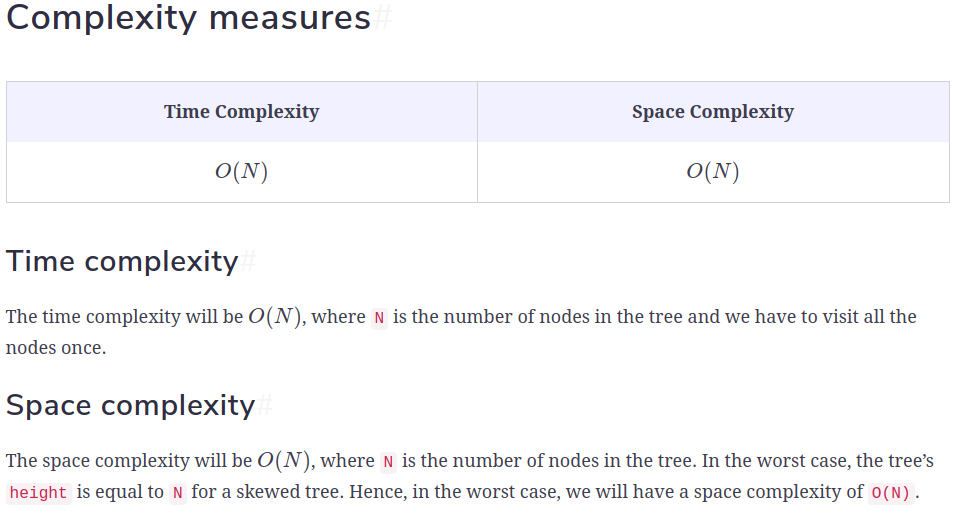 Complexity measures#
Time Complexity Space Complexity
O(N) O(N)
Time complexity#
The time complexity will be O(N), where N is the number of nodes in the tree and we have to visit all the
nodes once.
Space complexity#
The space complexity will be O(N), where N is the number of nodes in the tree. In the worst case, the tree’s
height is equal to N for a skewed tree. Hence, in the worst case, we will have a space complexity of O(N).